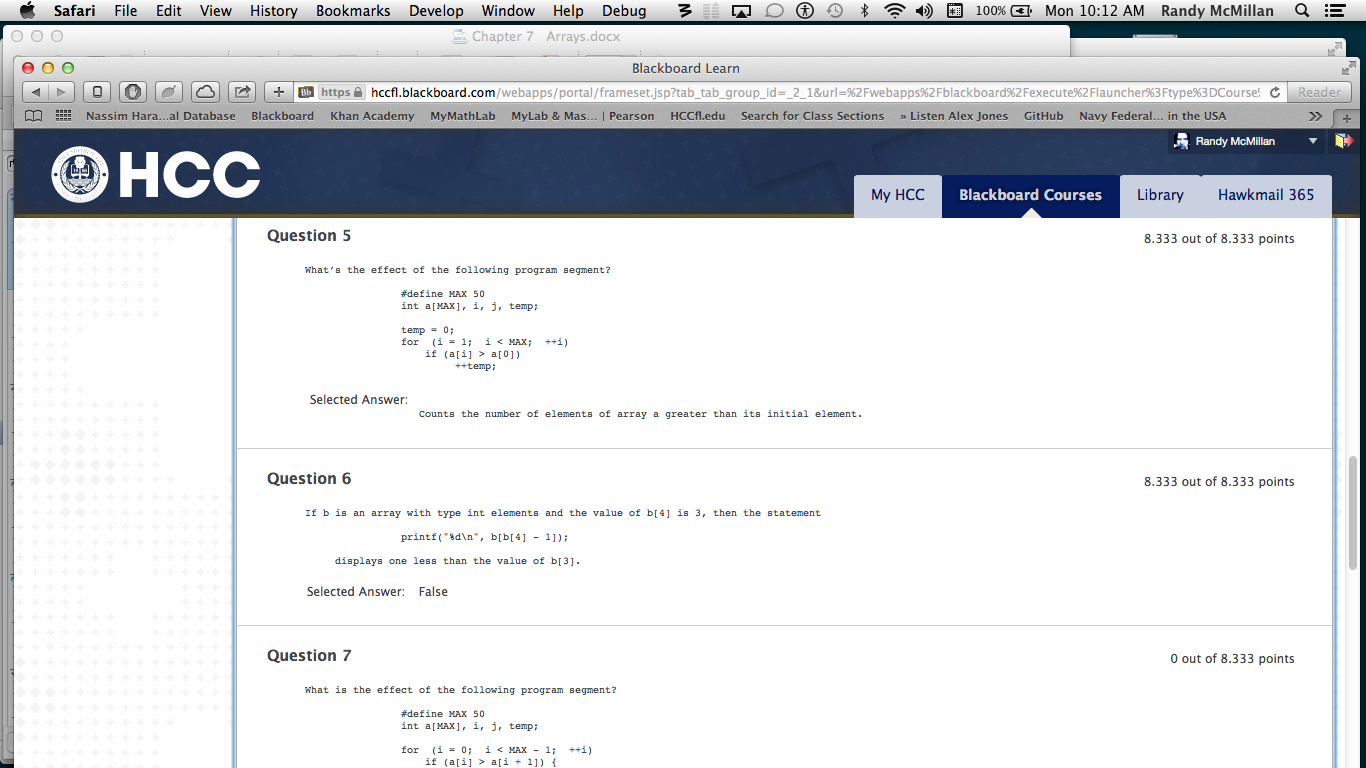 Safari File Edit View History Bookmarks Develop Window Help Debug 100% Mon 10:12 AM Randy McMillan
Chapter 7 Arrays.docx
Blackboard Learn
https hccfl.blackboard.com/webapps/portal/frameset.jsp?tab_tab_group_id=_2_1&url=%2Fwebapps%2Fblackboard%2Fexecute%2Flauncher%3Ftype%3DCourse Reader
Nassim Hara...al Database Blackboard Khan Academy MyMathLab MyLab & Mas... | Pearson HCCfl.edu Search for Class Sections » Listen Alex Jones GitHub Navy Federal... in the USA
Randy McMillan
HCC
My HCC Blackboard Courses Library Hawkmail 365
Question 5
8.333 out of 8.333 points
What's the effect of the following program segment?
#define MAX 50
int a[MAX], i, j, temp;
temp = 0;
for (i = 1; i < MAX; ++i)
if (a[i] > a[0])
++temp;
Selected Answer:
Counts the number of elements of array a greater than its initial element.
Question 6
8.333 out of 8.333 points
If b is an array with type int elements and the value of b[4] is 3, then the statement
printf("%d\n", b[b[4] - 1]);
displays one less than the value of b[3].
Selected Answer: False
Question 7
0 out of 8.333 points
What is the effect of the following program segment?
#define MAX 50
int a[MAX], i, j, temp;
for (i = 0; i < MAX - 1; ++i)
if (a[i] > a[i + 1]) {